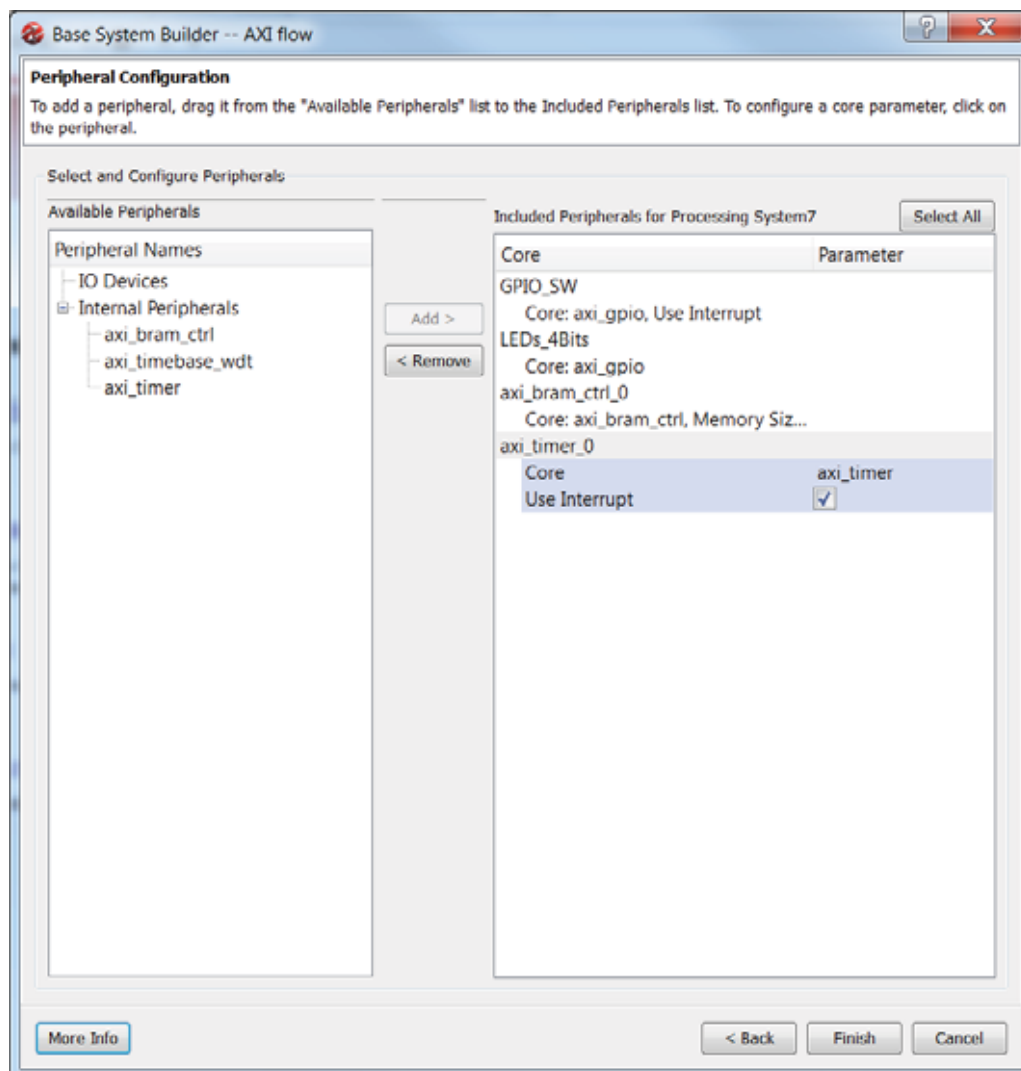 Base System Builder -- AXI flow
Peripheral Configuration
To add a peripheral, drag it from the "Available Peripherals" list to the Included Peripherals list. To configure a core parameter, click on
the peripheral.
Select and Configure Peripherals
Available Peripherals
Peripheral Names
IO Devices
Internal Peripherals
axi_bram_ctrl
axi_timebase_wdt
axi_timer
Add >
< Remove
Included Peripherals for Processing System7
Select All
Core Parameter
GPIO_SW
Core: axi_gpio, Use Interrupt
LEDs_4Bits
Core: axi_gpio
axi_bram_ctrl_0
Core: axi_bram_ctrl, Memory Siz...
axi_timer_0
Core axi_timer
Use Interrupt
More Info
< Back
Finish
Cancel